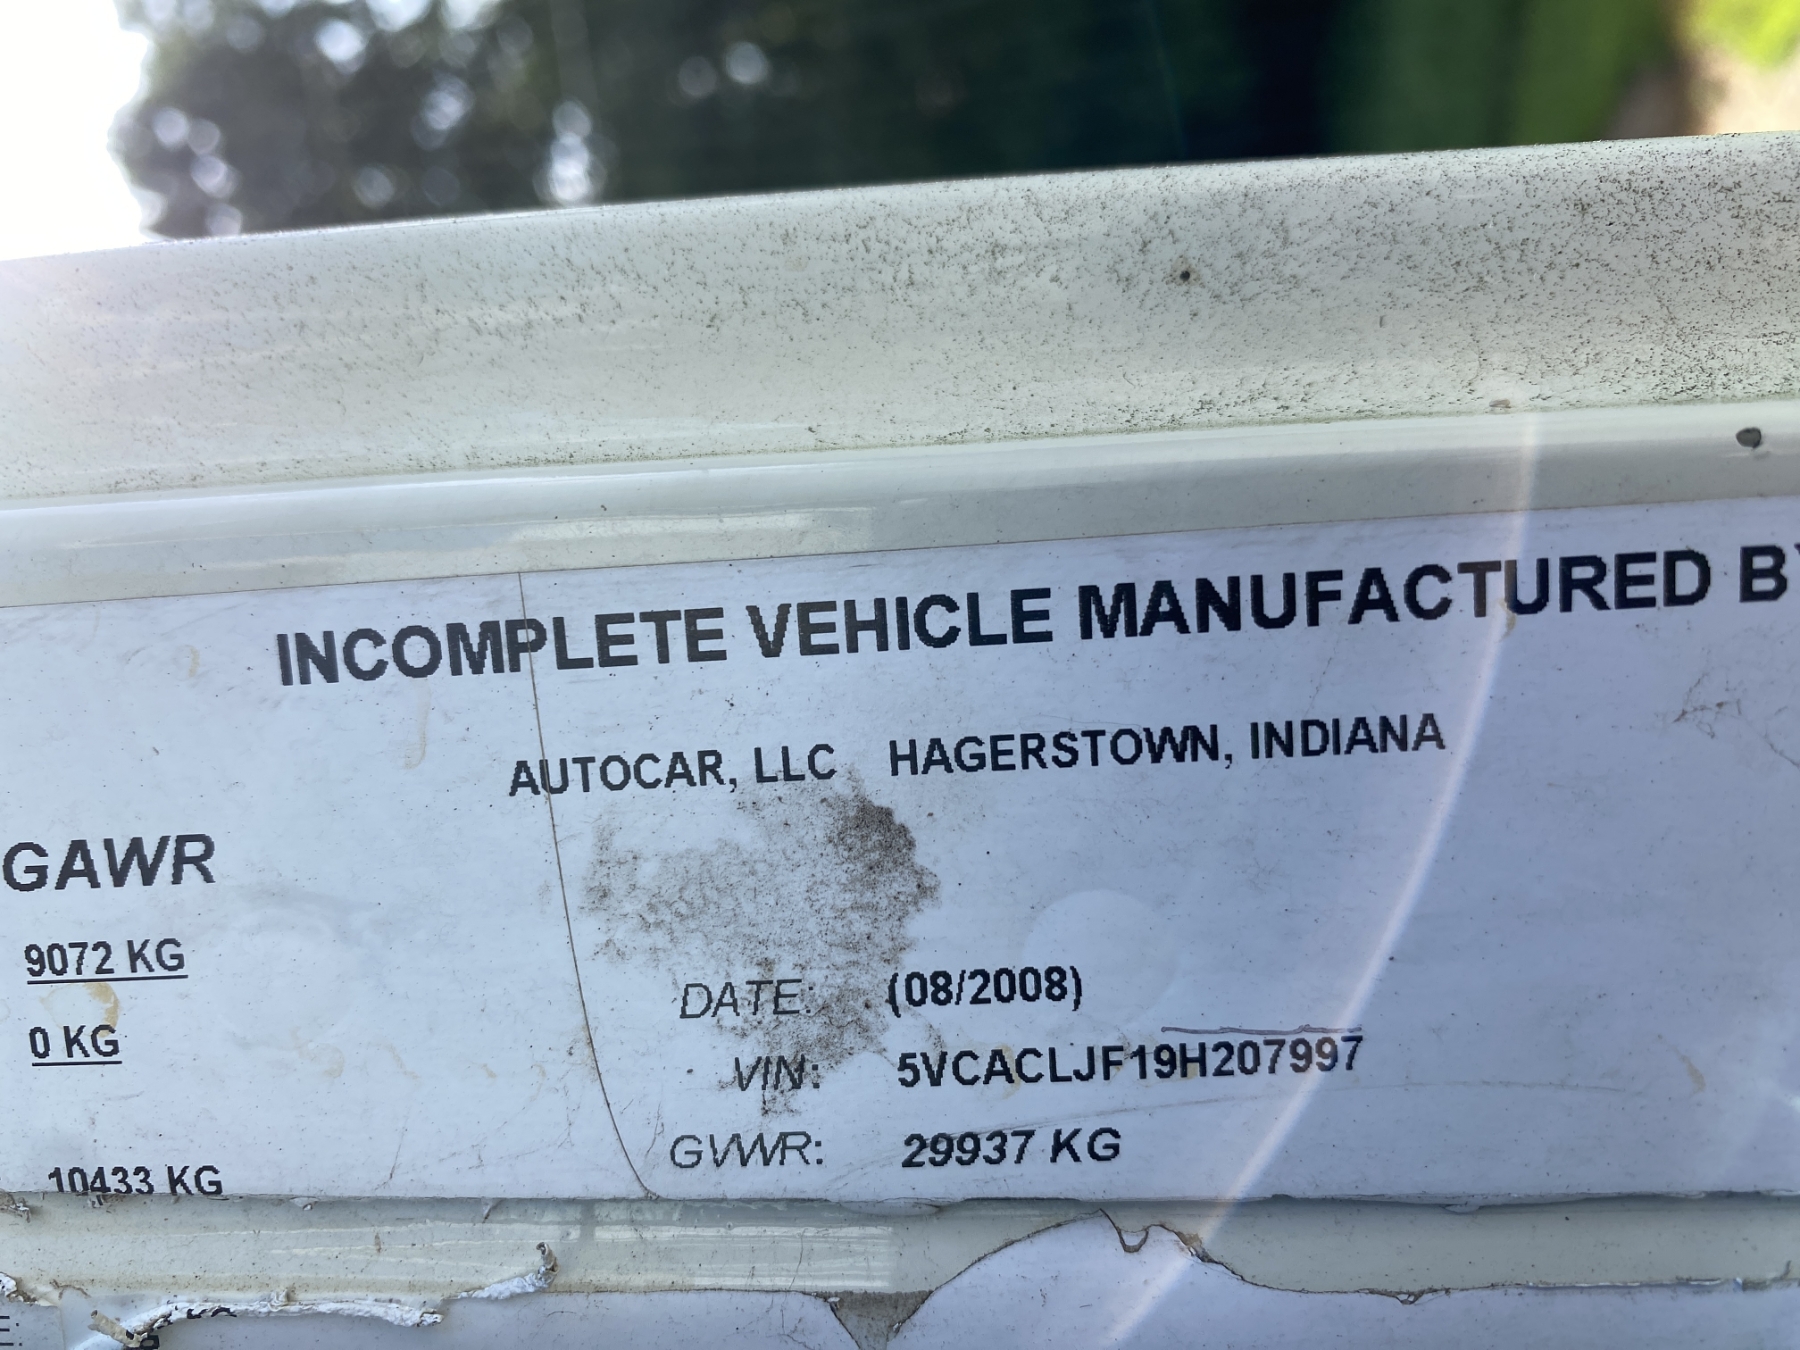 INCOMPLETE VEHICLE MANUFACTURED BY
AUTOCAR, LLC HAGERSTOWN, INDIANA
GAWR
9072 KG
0 KG
10433 KG
DATE: (08/2008)
VIN: 5VCACLJF19H207997
GVWR: 29937 KG
E: